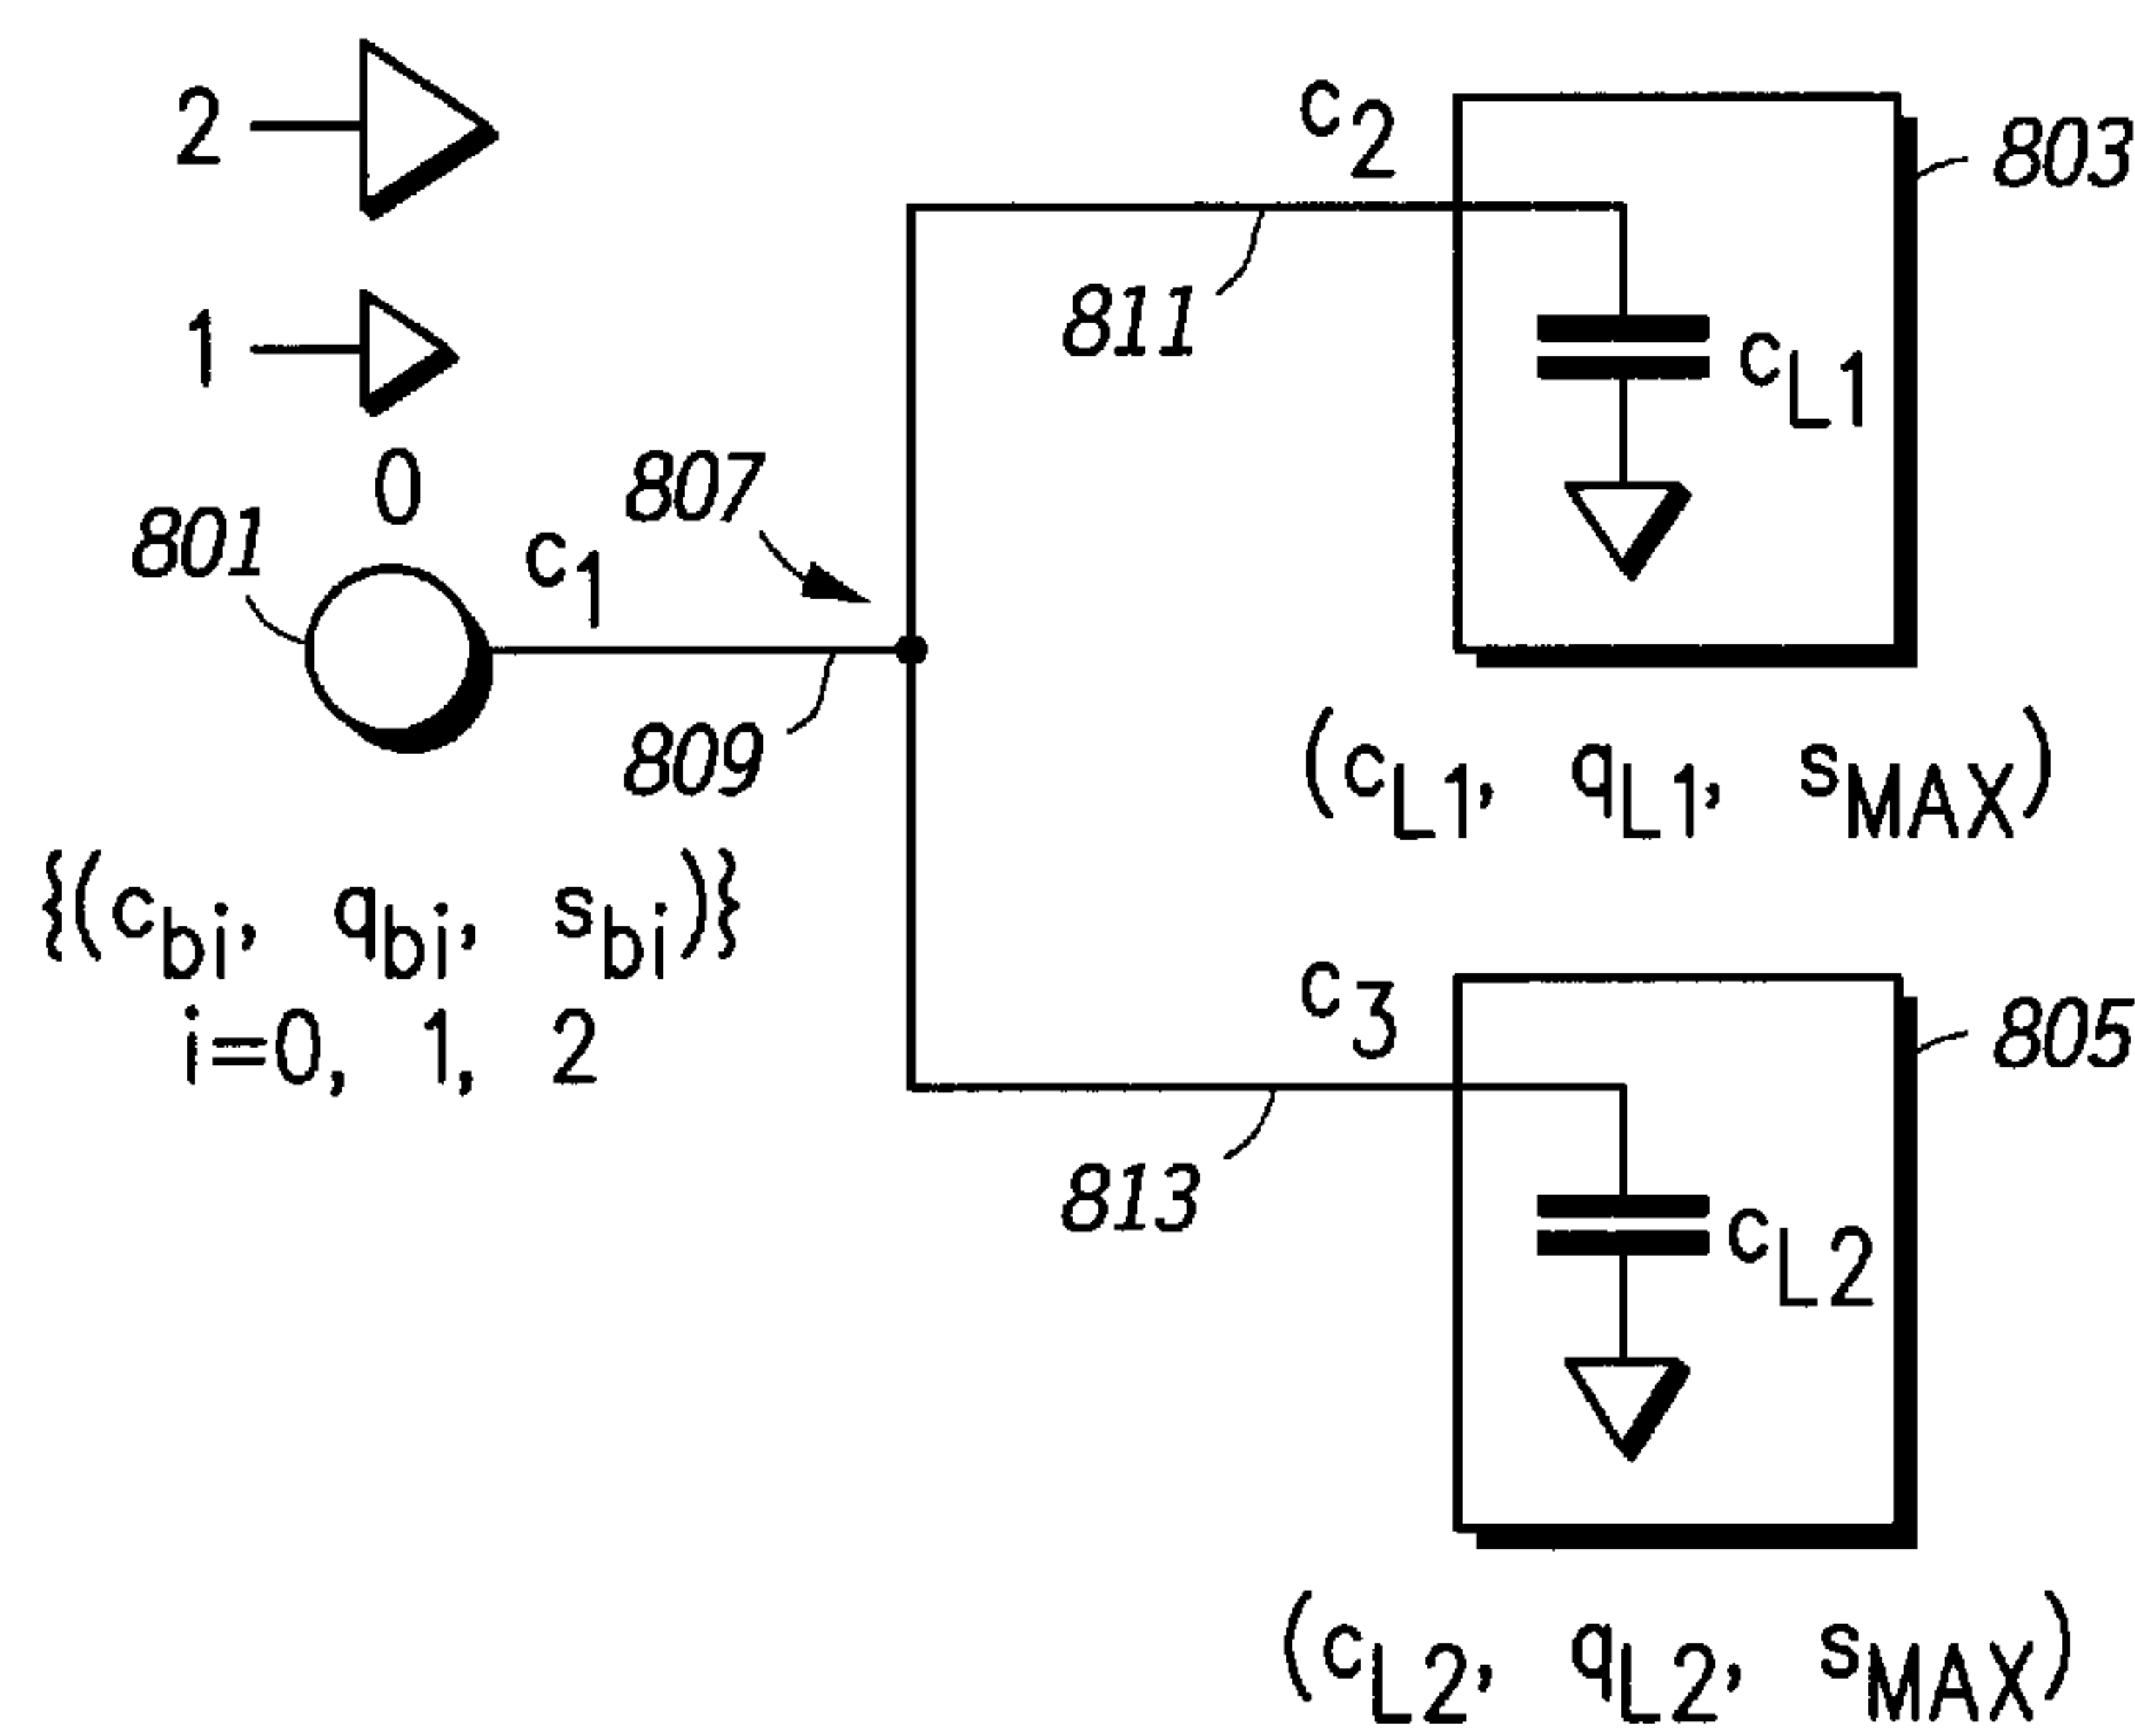 2
c2
803
811
1
cL1
0
807
801
c1
809
(cL1, qL1, sMAX)
{(cbi, qbi, sbi)}
i=0, 1, 2
c3
805
813
cL2
(cL2, qL2, sMAX)